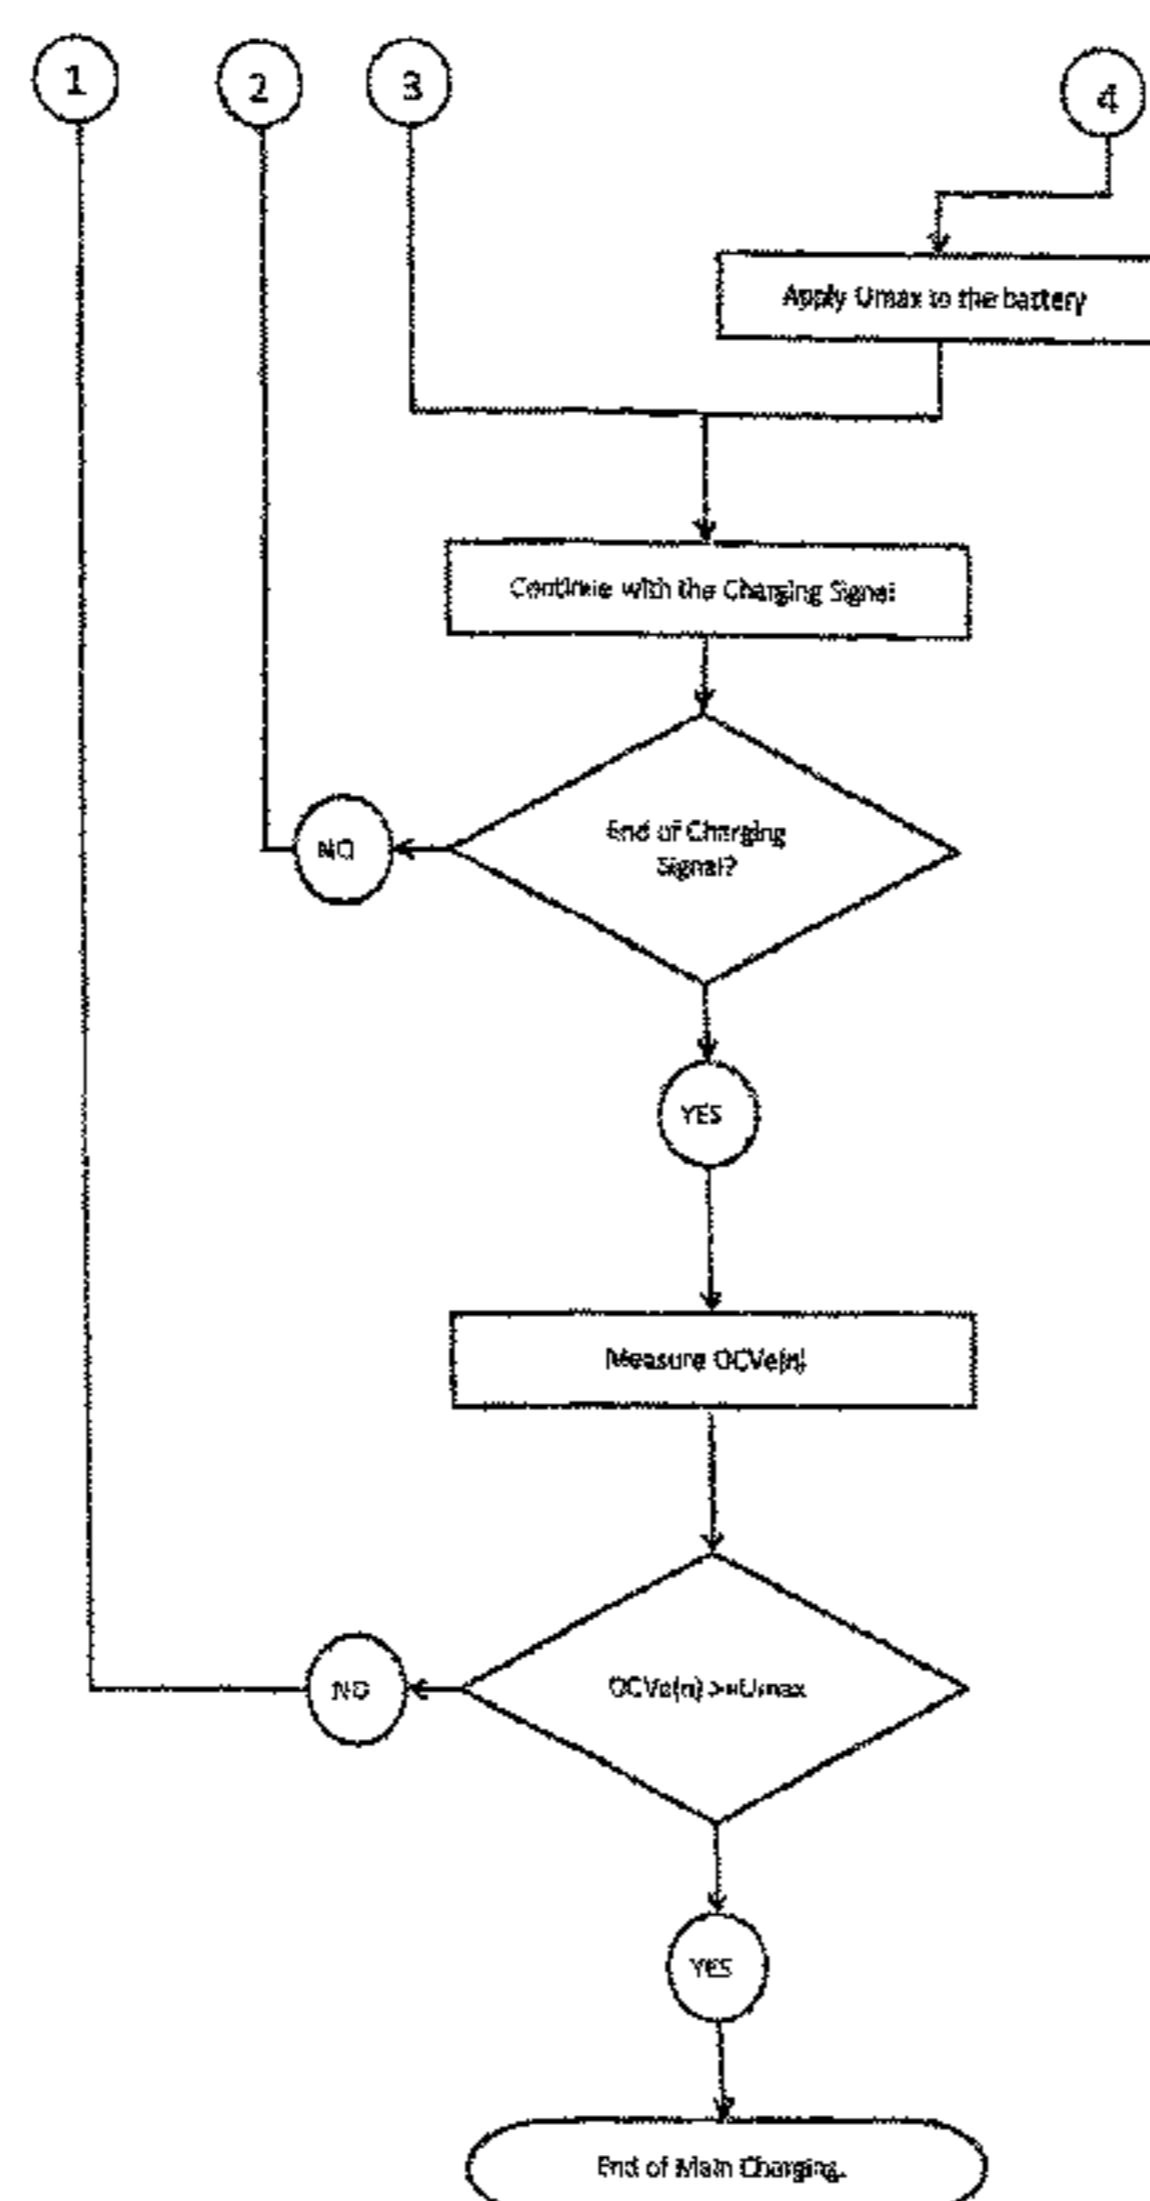 1
2
3
4
Apply Umax to the battery
Continue with the Charging Signal
End of Charging
Signal?
NO
YES
Measure OCVe(n)
OCVe(n) >=Umax
NO
YES
End of Main Charging.